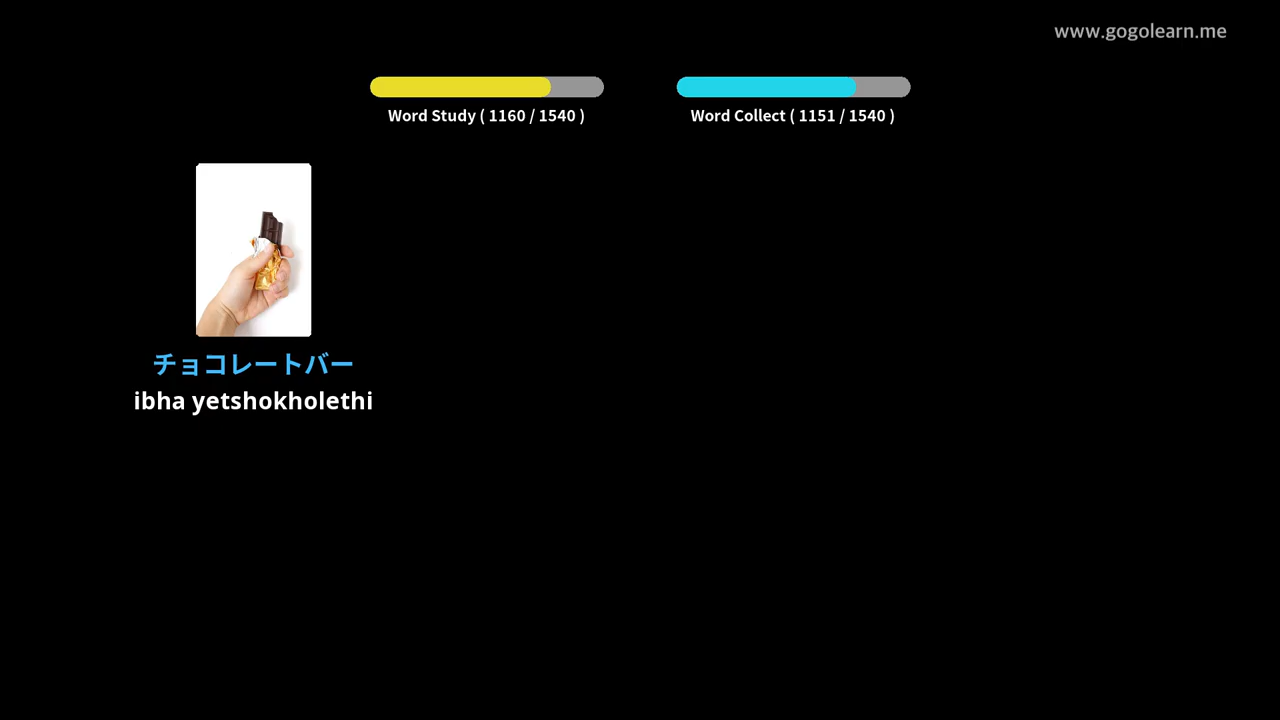 www.gogolearn.me
Word Study ( 1160 / 1540 )
Word Collect ( 1151 / 1540 )
チョコレートバー
ibha yetshokholethi